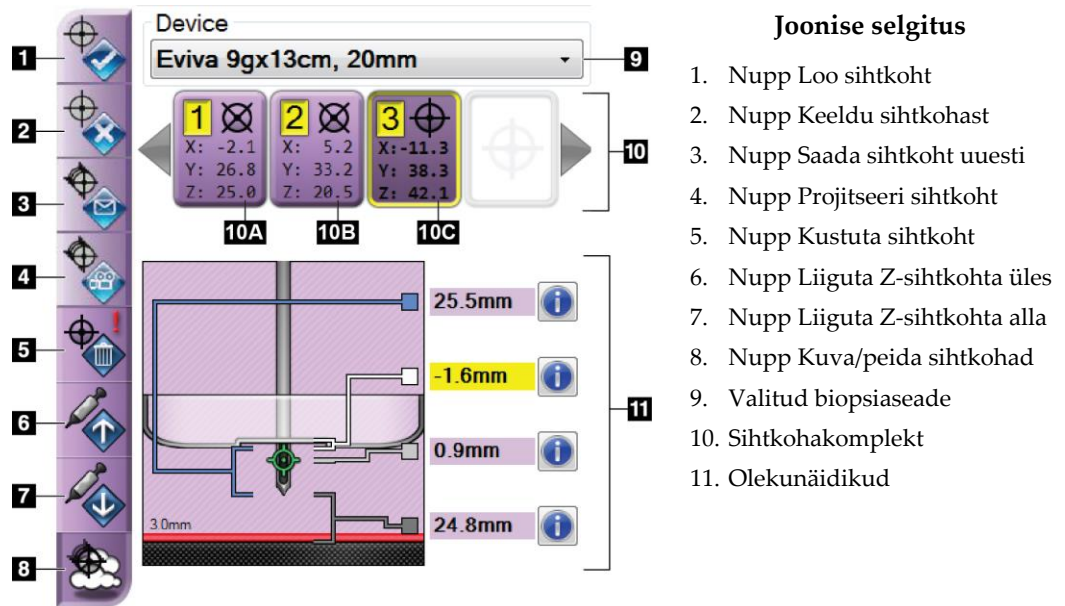 Device
Eviva 9gx13cm, 20mm
1
2
3
4
5
6
7
8
9
10
11
1
X: -2.1
Y: 26.8
Z: 25.0
2
X: 5.2
Y: 33.2
Z: 20.5
3
X:-11.3
Y: 38.3
Z: 42.1
10A
10B
10C
25.5mm
-1.6mm
0.9mm
24.8mm
3.0mm
Joonise selgitus
1. Nupp Loo sihtkoht
2. Nupp Keeldu sihtkohast
3. Nupp Saada sihtkoht uuesti
4. Nupp Projitseeri sihtkoht
5. Nupp Kustuta sihtkoht
6. Nupp Liiguta Z-sihtkohta üles
7. Nupp Liiguta Z-sihtkohta alla
8. Nupp Kuva/peida sihtkohad
9. Valitud biopsiaseade
10. Sihtkohakomplekt
11. Olekunäidikud